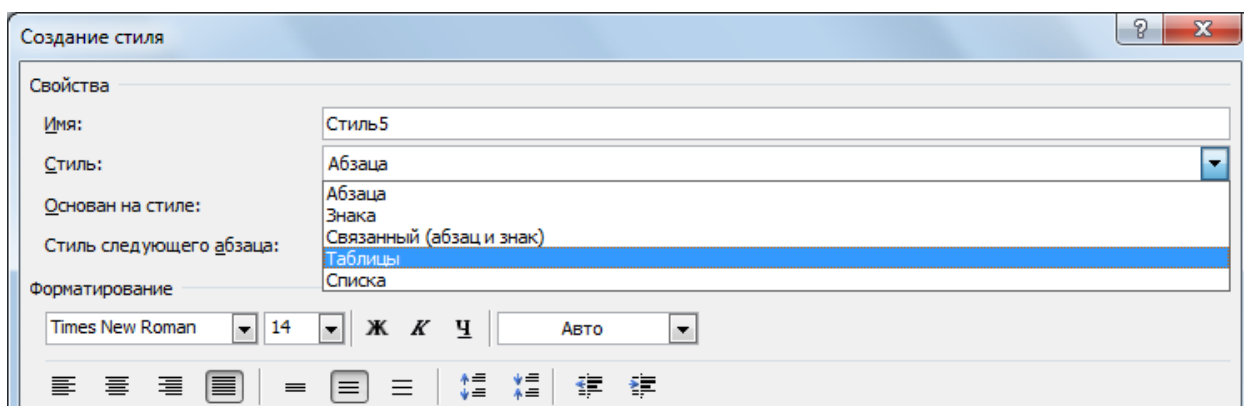 Создание стиля
Свойства
Имя: Стиль5
Стиль: Абзаца
Абзаца
Основан на стиле:
Знака
Связанный (абзац и знак)
Стиль следующего абзаца:
Таблицы
Списка
Форматирование
Times New Roman 14 Ж К Ч Авто